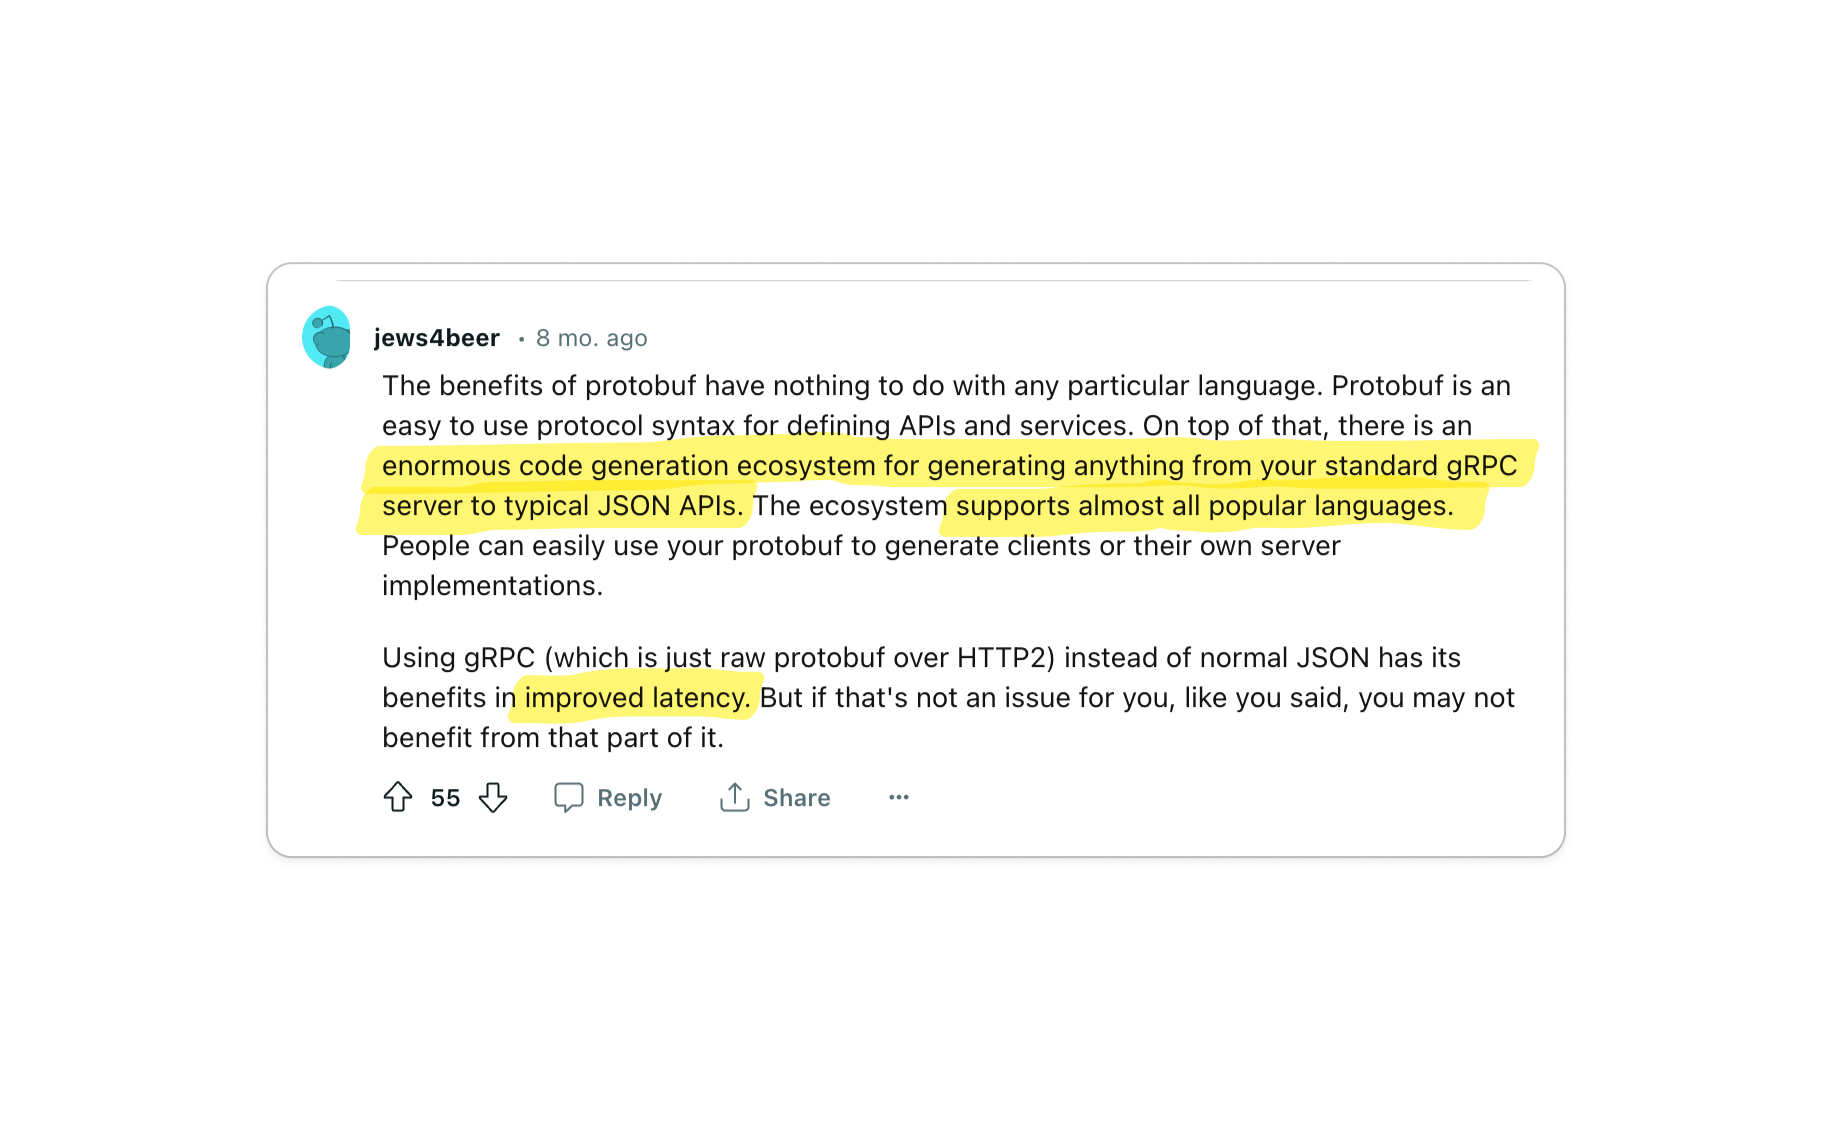 jews4beer • 8 mo. ago
The benefits of protobuf have nothing to do with any particular language. Protobuf is an
easy to use protocol syntax for defining APIs and services. On top of that, there is an
enormous code generation ecosystem for generating anything from your standard gRPC
server to typical JSON APIs. The ecosystem supports almost all popular languages.
People can easily use your protobuf to generate clients or their own server
implementations.
Using gRPC (which is just raw protobuf over HTTP2) instead of normal JSON has its
benefits in improved latency. But if that's not an issue for you, like you said, you may not
benefit from that part of it.
55 Reply Share ···